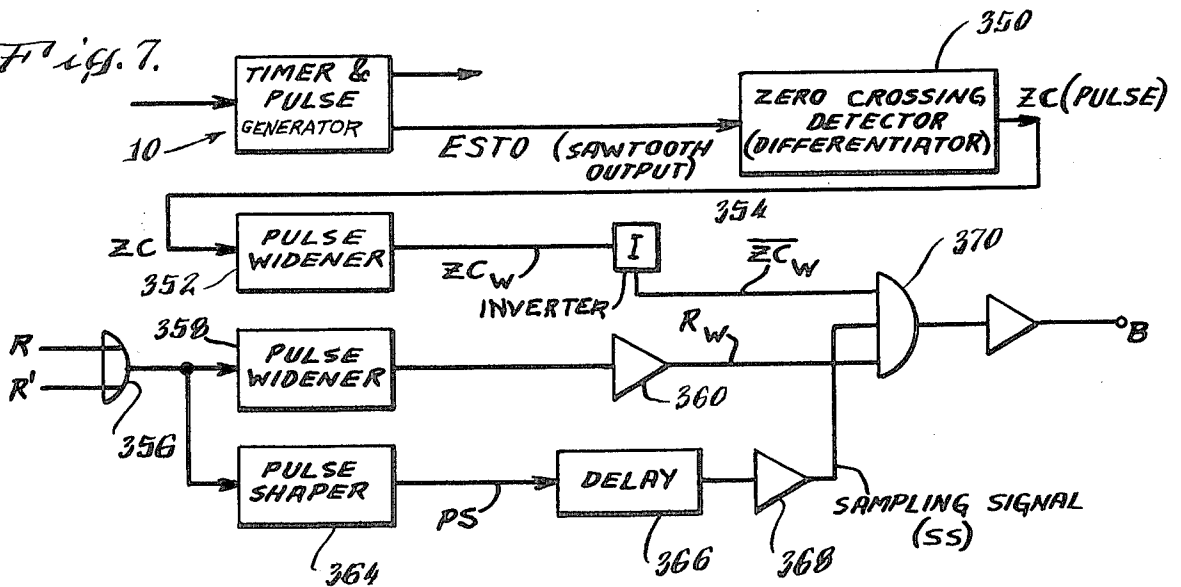 Fig. 7.
350
TIMER &
PULSE
GENERATOR
10
ESTO (SAWTOOTH
OUTPUT)
ZERO CROSSING
DETECTOR
(DIFFERENTIATOR)
ZC (PULSE)
354
ZC
352
PULSE
WIDENER
ZCW
I
INVERTER
Z̅C̅W
370
R
R'
356
358
PULSE
WIDENER
360
RW
B
PULSE
SHAPER
364
PS
DELAY
366
368
SAMPLING SIGNAL
(SS)